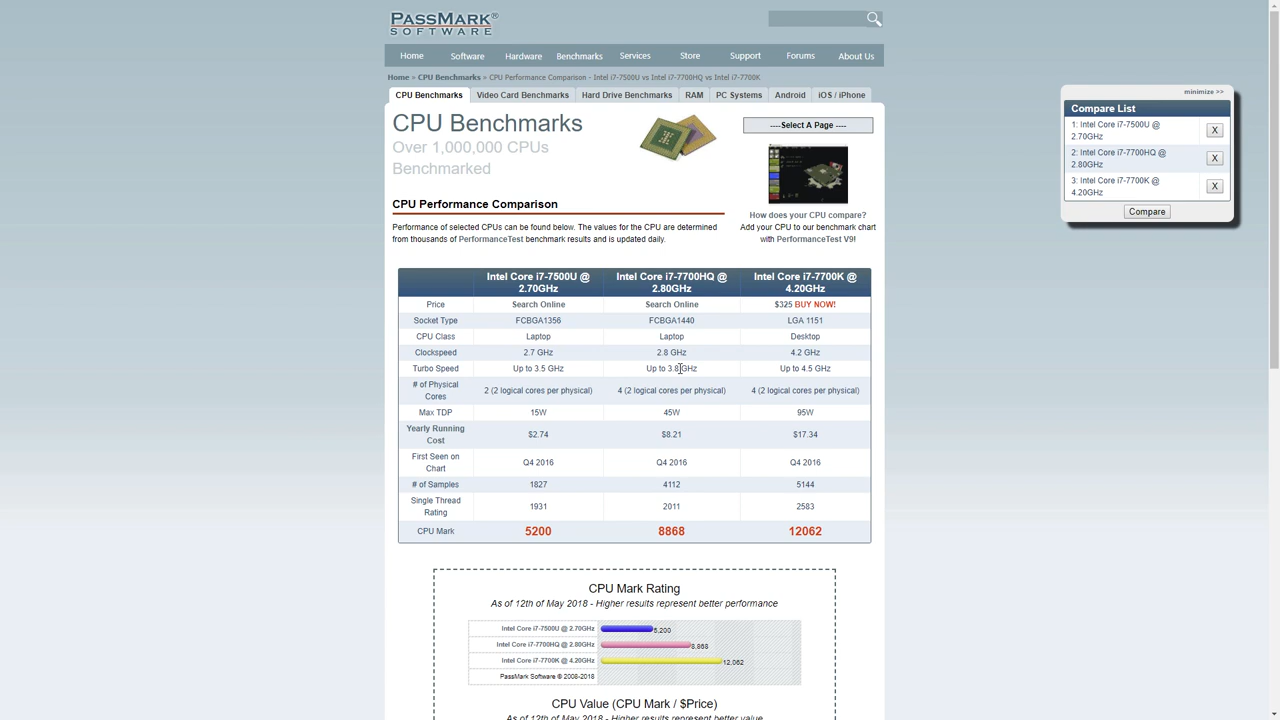 PASSMARK®
SOFTWARE
Home Software Hardware Benchmarks Services Store Support Forums About Us
Home » CPU Benchmarks » CPU Performance Comparison - Intel i7-7500U vs Intel i7-7700HQ vs Intel i7-7700K
CPU Benchmarks Video Card Benchmarks Hard Drive Benchmarks RAM PC Systems Android iOS / iPhone
CPU Benchmarks
Over 1,000,000 CPUs
Benchmarked
----Select A Page ----
CPU Performance Comparison
Performance of selected CPUs can be found below. The values for the CPU are determined
from thousands of PerformanceTest benchmark results and is updated daily.
How does your CPU compare?
Add your CPU to our benchmark chart
with PerformanceTest V9!
minimize >>
Compare List
1: Intel Core i7-7500U @
2.70GHz
X
2: Intel Core i7-7700HQ @
2.80GHz
X
3: Intel Core i7-7700K @
4.20GHz
X
Compare
Intel Core i7-7500U @ Intel Core i7-7700HQ @ Intel Core i7-7700K @
2.70GHz 2.80GHz 4.20GHz
Price Search Online Search Online $325 BUY NOW!
Socket Type FCBGA1356 FCBGA1440 LGA 1151
CPU Class Laptop Laptop Desktop
Clockspeed 2.7 GHz 2.8 GHz 4.2 GHz
Turbo Speed Up to 3.5 GHz Up to 3.8 GHz Up to 4.5 GHz
# of Physical
Cores 2 (2 logical cores per physical) 4 (2 logical cores per physical) 4 (2 logical cores per physical)
Max TDP 15W 45W 95W
Yearly Running
Cost $2.74 $8.21 $17.34
First Seen on
Chart Q4 2016 Q4 2016 Q4 2016
# of Samples 1827 4112 5144
Single Thread
Rating 1931 2011 2583
CPU Mark 5200 8868 12062
CPU Mark Rating
As of 12th of May 2018 - Higher results represent better performance
Intel Core i7-7500U @ 2.70GHz 5,200
Intel Core i7-7700HQ @ 2.80GHz 8,868
Intel Core i7-7700K @ 4.20GHz 12,062
PassMark Software © 2008-2018
CPU Value (CPU Mark / $Price)
As of 12th of May 2018 - Higher results represent better value